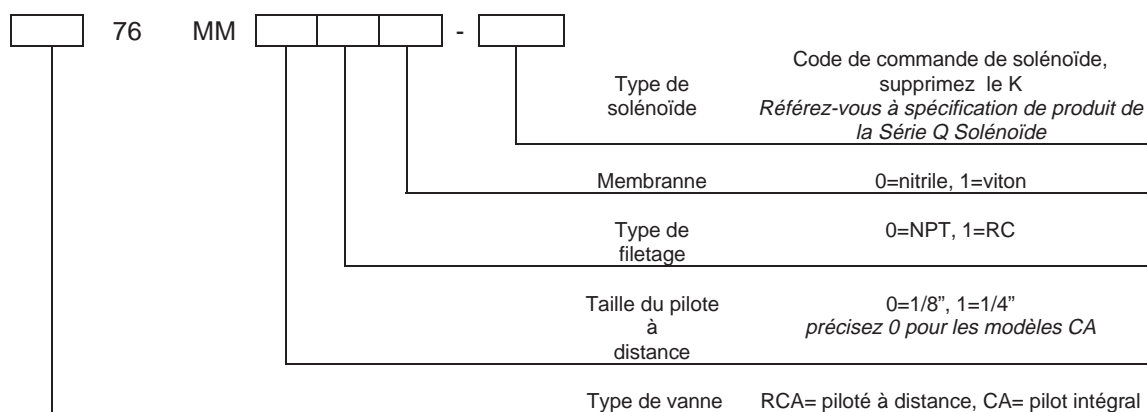 76 MM -
Code de commande de solénoïde,
Type de supprimez le K
solénoïde Référez-vous à spécification de produit de
la Série Q Solénoïde
Membranne 0=nitrile, 1=viton
Type de 0=NPT, 1=RC
filetage
Taille du pilote 0=1/8”, 1=1/4”
à précisez 0 pour les modèles CA
distance
Type de vanne RCA= piloté à distance, CA= pilot intégral